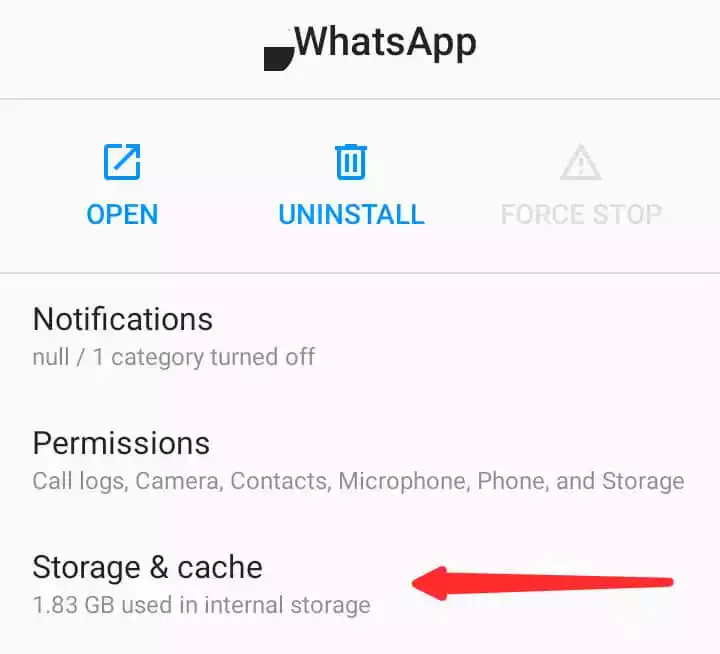 WhatsApp
OPEN UNINSTALL FORCE STOP
Notifications
null / 1 category turned off
Permissions
Call logs, Camera, Contacts, Microphone, Phone, and Storage
Storage & cache
1.83 GB used in internal storage